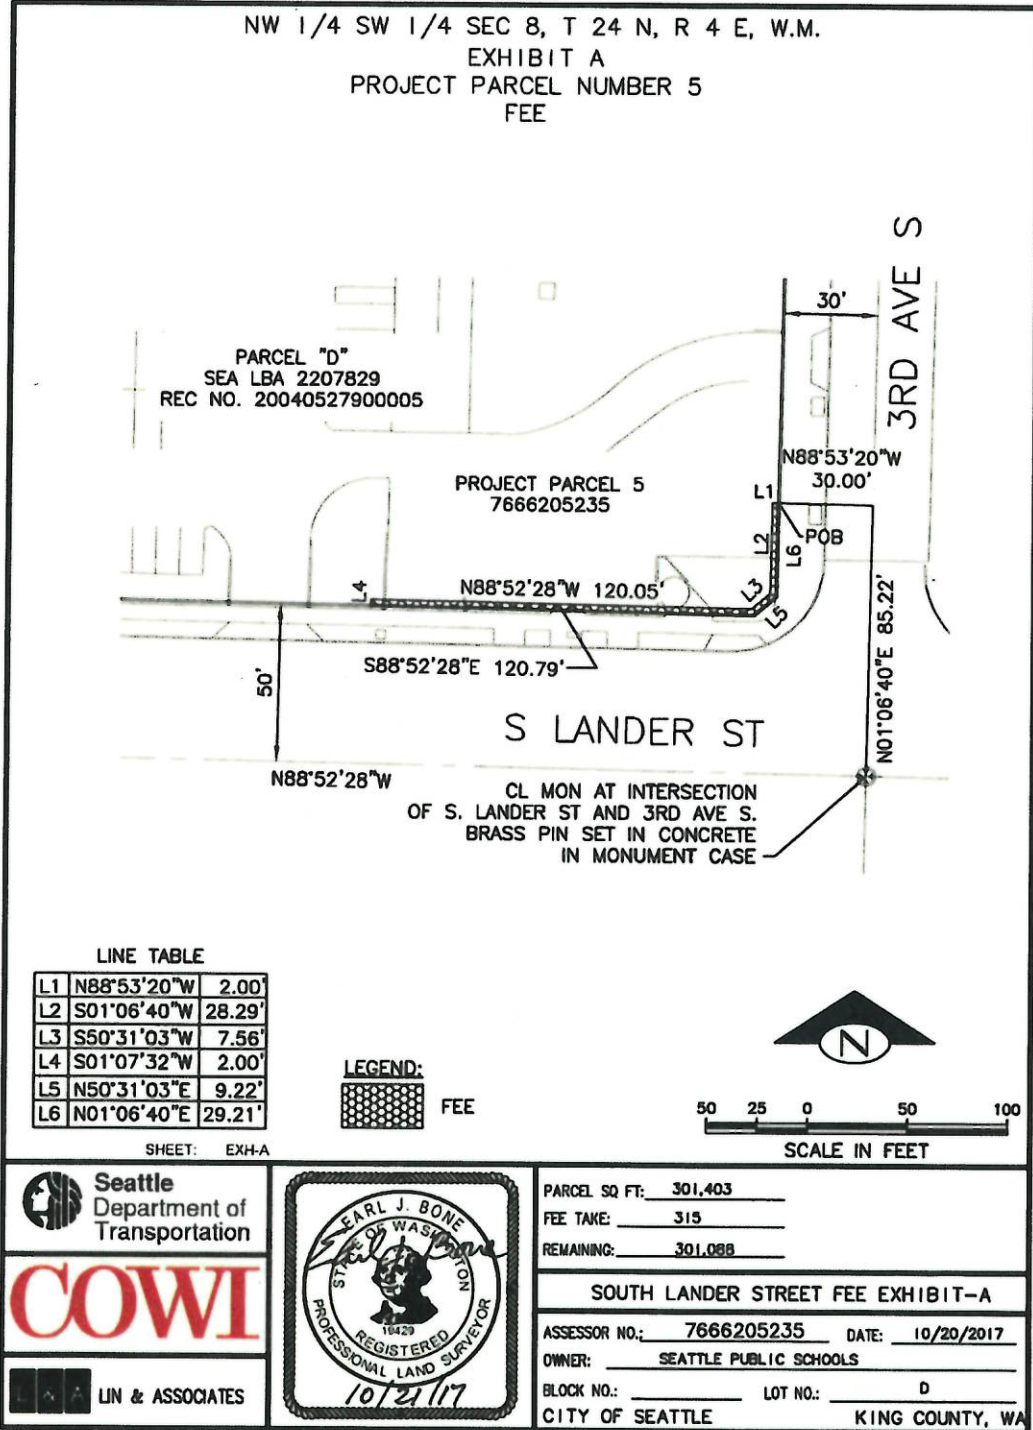 NW 1/4 SW 1/4 SEC 8, T 24 N, R 4 E, W.M.
EXHIBIT A
PROJECT PARCEL NUMBER 5
FEE
3RD AVE S
30'
PARCEL "D"
SEA LBA 2207829
REC NO. 20040527900005
N88°53'20"W
30.00'
PROJECT PARCEL 5
7666205235
L1
POB
L2
L6
L3
L5
L4
N88°52'28"W 120.05'
S88°52'28"E 120.79'
50'
N01°06'40"E 85.22'
S LANDER ST
N88°52'28"W
CL MON AT INTERSECTION
OF S. LANDER ST AND 3RD AVE S.
BRASS PIN SET IN CONCRETE
IN MONUMENT CASE
LINE TABLE
L1 N88°53'20"W 2.00'
L2 S01°06'40"W 28.29'
L3 S50°31'03"W 7.56'
L4 S01°07'32"W 2.00'
L5 N50°31'03"E 9.22'
L6 N01°06'40"E 29.21'
SHEET: EXH-A
LEGEND:
FEE
N
50 25 0 50 100
SCALE IN FEET
Seattle
Department of
Transportation
COWI
L&A LIN & ASSOCIATES
EARL J. BONE
STATE OF WASHINGTON
19429
REGISTERED
PROFESSIONAL LAND SURVEYOR
10/21/17
PARCEL SQ FT: 301,403
FEE TAKE: 315
REMAINING: 301,088
SOUTH LANDER STREET FEE EXHIBIT-A
ASSESSOR NO.: 7666205235 DATE: 10/20/2017
OWNER: SEATTLE PUBLIC SCHOOLS
BLOCK NO.: LOT NO.: D
CITY OF SEATTLE KING COUNTY, WA